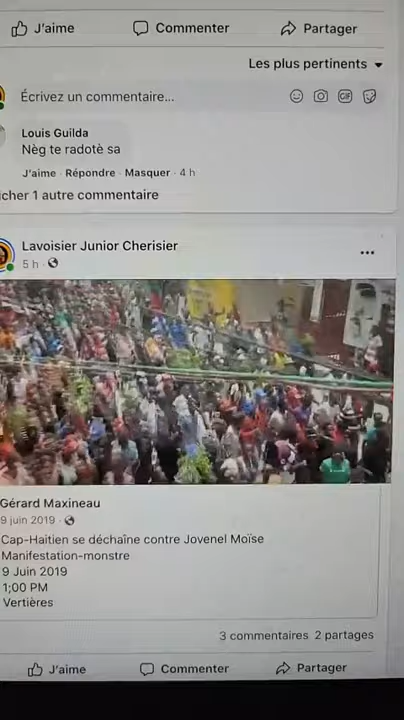 J'aime Commenter Partager
Les plus pertinents
Écrivez un commentaire...
GIF
Louis Guilda
Nèg te radotè sa
J'aime · Répondre · Masquer · 4 h
cher 1 autre commentaire
Lavoisier Junior Cherisier
5 h ·
Gérard Maxineau
9 juin 2019 ·
Cap-Haitien se déchaîne contre Jovenel Moïse
Manifestation-monstre
9 Juin 2019
1;00 PM
Vertières
3 commentaires 2 partages
J'aime Commenter Partager